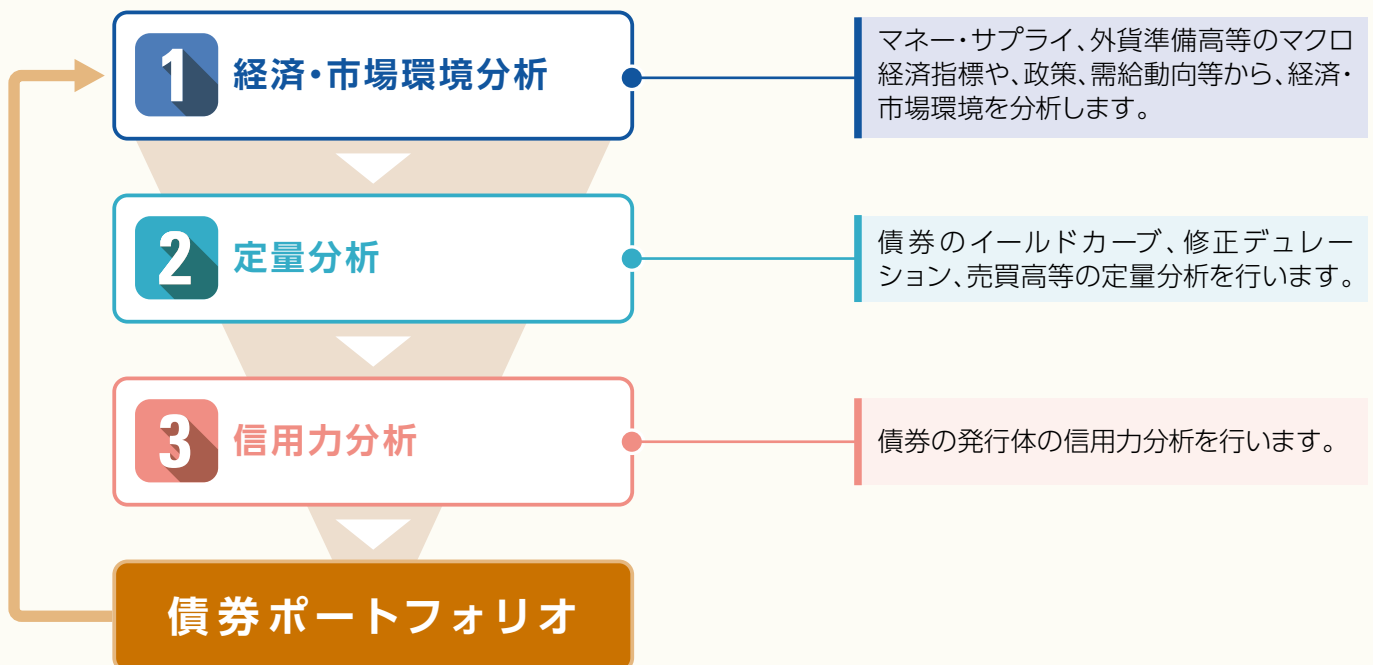 1 経済・市場環境分析
マネー・サプライ、外貨準備高等のマクロ
経済指標や、政策、需給動向等から、経済・
市場環境を分析します。
2 定量分析
債券のイールドカーブ、修正デュレー
ション、売買高等の定量分析を行います。
3 信用力分析
債券の発行体の信用力分析を行います。
債券ポートフォリオ